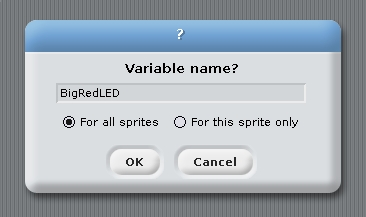 ?
Variable name?
BigRedLED
For all sprites For this sprite only
OK Cancel